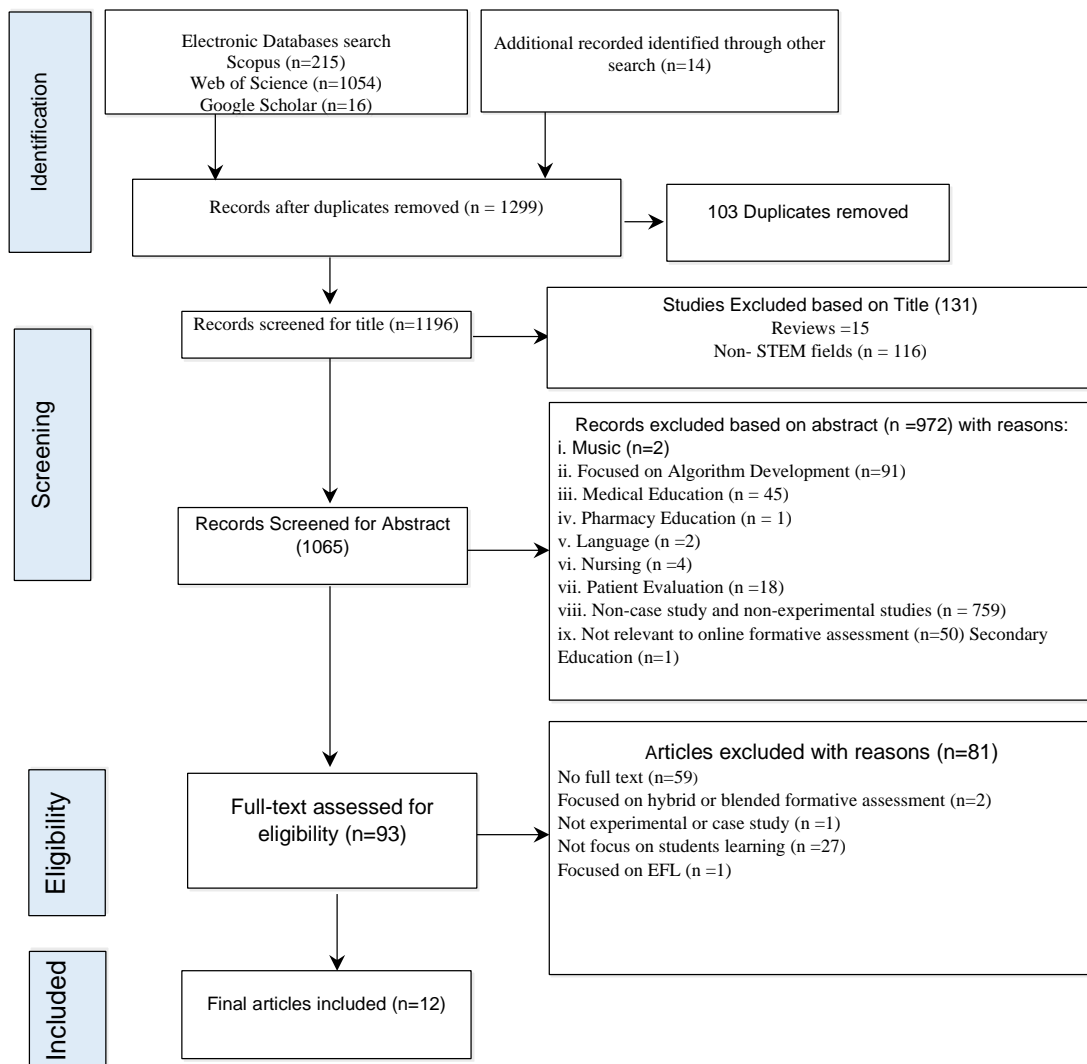 Identification
Electronic Databases search
Scopus (n=215)
Web of Science (n=1054)
Google Scholar (n=16)
Additional recorded identified through other
search (n=14)
Records after duplicates removed (n = 1299)
103 Duplicates removed
Screening
Records screened for title (n=1196)
Studies Excluded based on Title (131)
Reviews =15
Non- STEM fields (n = 116)
Records Screened for Abstract
(1065)
Records excluded based on abstract (n =972) with reasons:
i. Music (n=2)
ii. Focused on Algorithm Development (n=91)
iii. Medical Education (n = 45)
iv. Pharmacy Education (n = 1)
v. Language (n =2)
vi. Nursing (n =4)
vii. Patient Evaluation (n =18)
viii. Non-case study and non-experimental studies (n = 759)
ix. Not relevant to online formative assessment (n=50) Secondary
Education (n=1)
Eligibility
Full-text assessed for
eligibility (n=93)
Articles excluded with reasons (n=81)
No full text (n=59)
Focused on hybrid or blended formative assessment (n=2)
Not experimental or case study (n =1)
Not focus on students learning (n =27)
Focused on EFL (n =1)
Included
Final articles included (n=12)